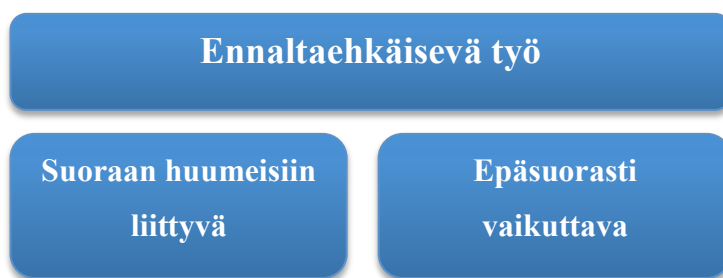 Ennaltaehkäisevä työ
Suoraan huumeisiin
liittyvä
Epäsuorasti
vaikuttava